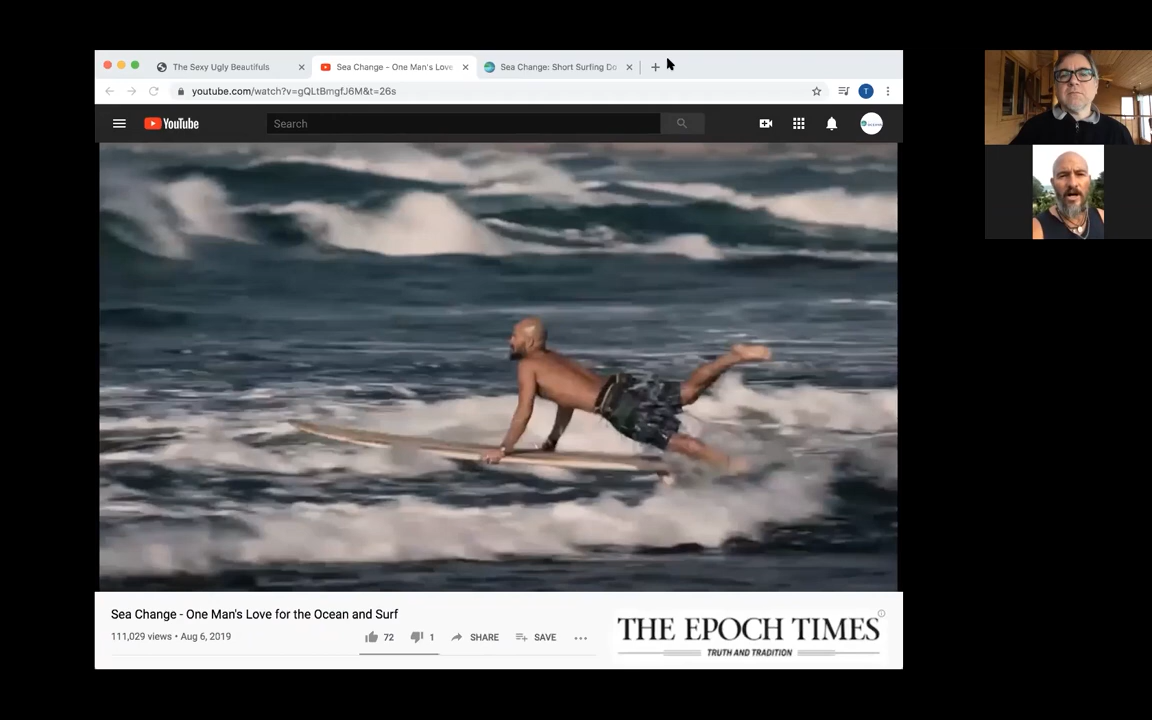 The Sexy Ugly Beautifuls
Sea Change - One Man's Love
Sea Change: Short Surfing Do
youtube.com/watch?v=gQLtBmgfJ6M&t=26s
T
YouTube
Search
Sea Change - One Man's Love for the Ocean and Surf
111,029 views • Aug 6, 2019
72
1
SHARE
SAVE
THE EPOCH TIMES
TRUTH AND TRADITION